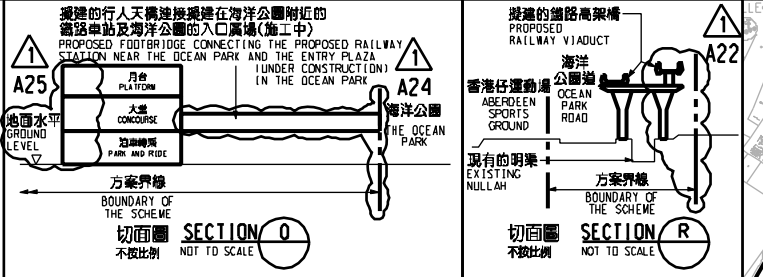 擬建的行人天橋連接擬建在海洋公園附近的
鐵路車站及海洋公園的入口廣場(施工中)
PROPOSED FOOTBRIDGE CONNECTING THE PROPOSED RAILWAY
STATION NEAR THE OCEAN PARK AND THE ENTRY PLAZA
(UNDER CONSTRUCTION)
IN THE OCEAN PARK
1
A25
1
A24
月台
PLATFORM
大堂
CONCOURSE
泊車轉乘
PARK AND RIDE
地面水平
GROUND
LEVEL
海洋公園
THE OCEAN
PARK
方案界線
BOUNDARY OF
THE SCHEME
切面圖
不按比例
SECTION O
NOT TO SCALE
擬建的鐵路高架橋
PROPOSED
RAILWAY VIADUCT
1
A22
海洋
公園道
OCEAN
PARK
ROAD
香港仔運動場
ABERDEEN
SPORTS
GROUND
現有的明渠
EXISTING
NULLAH
方案界線
BOUNDARY OF
THE SCHEME
切面圖
不按比例
SECTION R
NOT TO SCALE